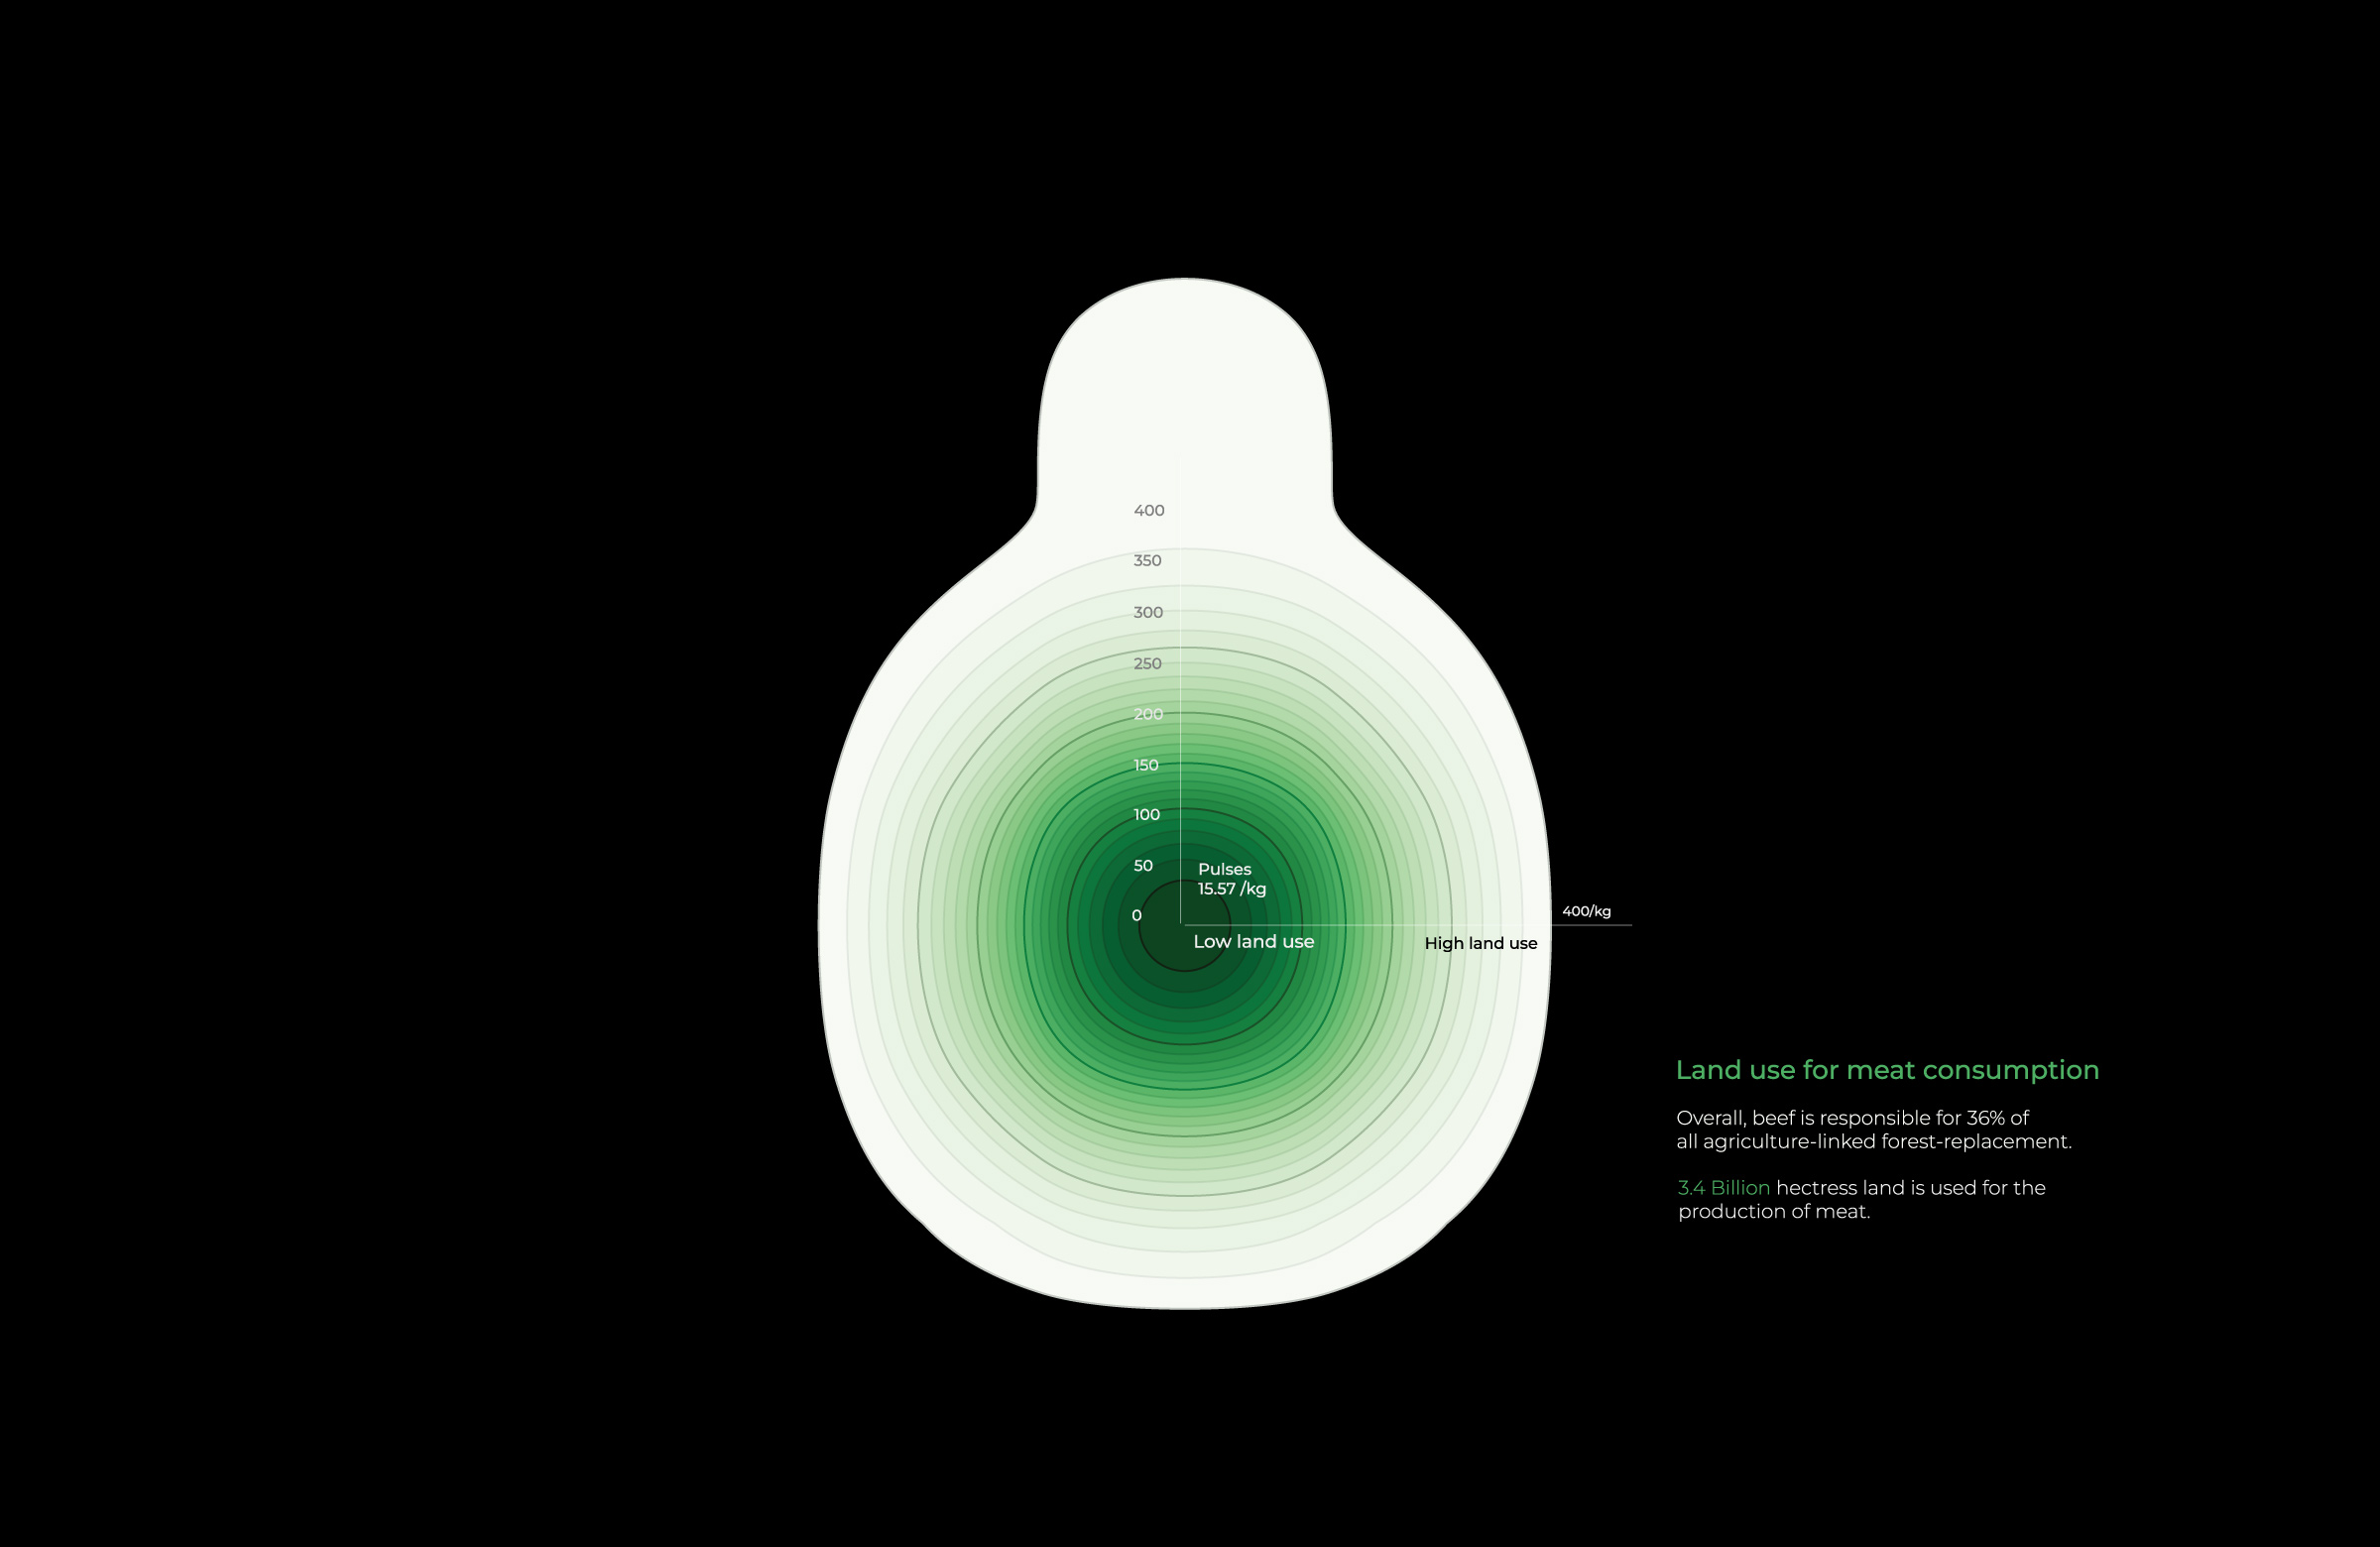 400
350
300
250
200
150
100
50
0
Pulses
15.57 /kg
400/kg
Low land use
High land use
Land use for meat consumption
Overall, beef is responsible for 36% of
all agriculture-linked forest-replacement.
3.4 Billion hectress land is used for the
production of meat.